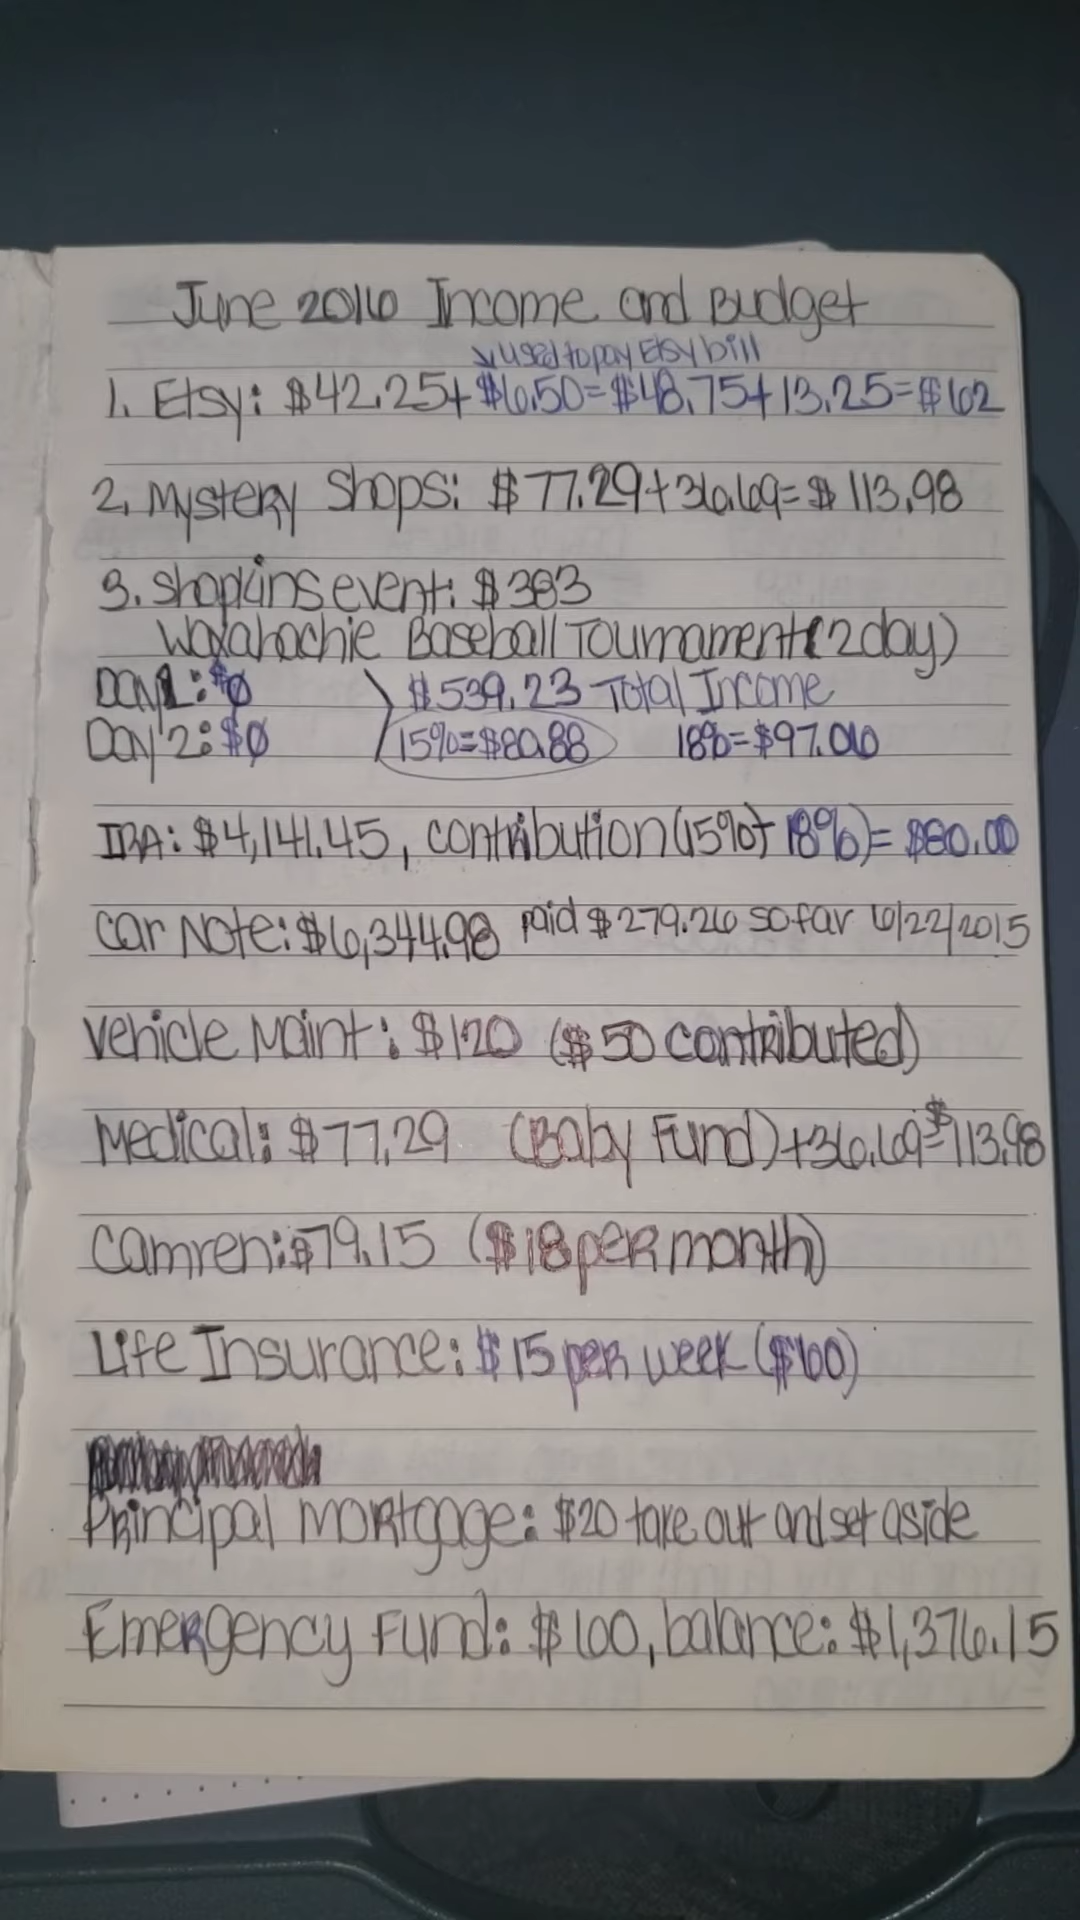 June 2016 Income and Budget
↘used to pay Etsy bill
1. Etsy: $42.25+ $6.50=$48.75+13.25=$62
2. Mystery Shops: $77.29+36.69=$113.98
3. Shopkins event: $383
Waxahachie Baseball Tournament (2 day)
Day 1: $0 $539.23 Total Income
Day 2: $0 15%=$80.88 18%=$97.06
IRA: $4,141.45, contribution (15%+ 18%)= $80.00
Car Note: $6,344.98 paid $279.26 so far 6/22/2015
Vehicle Maint: $120 ($50 contributed)
Medical: $77.29 (Baby Fund)+36.69=$113.98
Camren: $79.15 ($18 per month)
Life Insurance: $15 per week ($60)
Principal Mortgage: $20 take out and set aside
Emergency Fund: $100, balance: $1,376.15